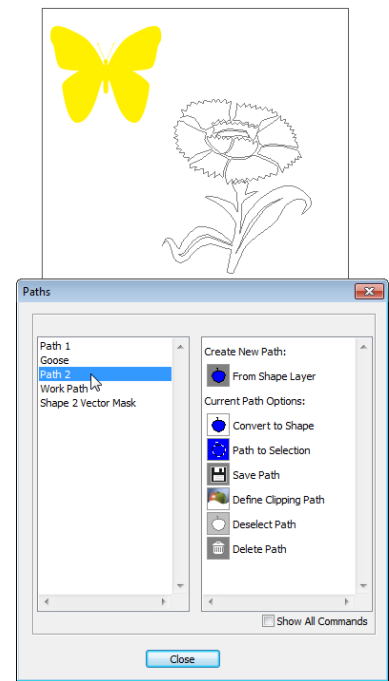 Paths
Path 1
Goose
Path 2
Work Path
Shape 2 Vector Mask
Create New Path:
From Shape Layer
Current Path Options:
Convert to Shape
Path to Selection
Save Path
Define Clipping Path
Deselect Path
Delete Path
Show All Commands
Close